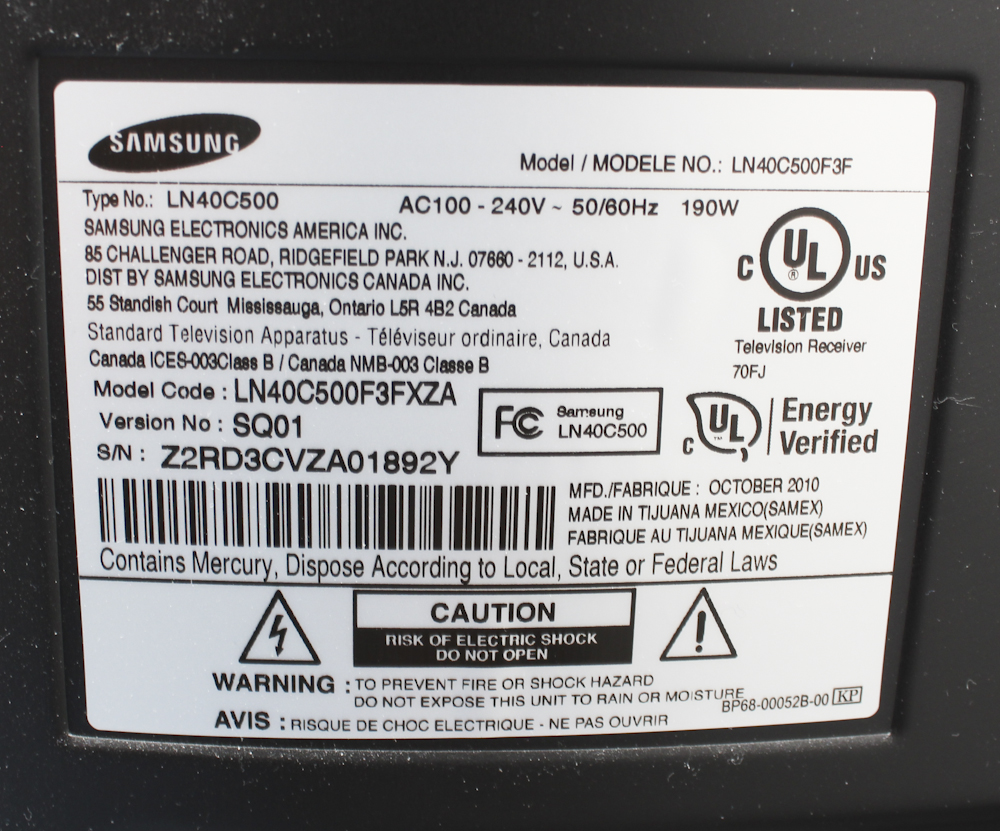 SAMSUNG
Model / MODELE NO.: LN40C500F3F
Type No.: LN40C500 AC100 - 240V ~ 50/60Hz 190W
SAMSUNG ELECTRONICS AMERICA INC.
85 CHALLENGER ROAD, RIDGEFIELD PARK N.J. 07660 - 2112, U.S.A.
DIST BY SAMSUNG ELECTRONICS CANADA INC.
55 Standish Court Mississauga, Ontario L5R 4B2 Canada
Standard Television Apparatus - Téléviseur ordinaire, Canada
Canada ICES-003Class B / Canada NMB-003 Classe B
C UL ® US
LISTED
Television Receiver
70FJ
Model Code : LN40C500F3FXZA
Version No : SQ01
S/N : Z2RD3CVZA01892Y
FC Samsung
LN40C500
C UL ™ Energy
Verified
MFD./FABRIQUE : OCTOBER 2010
MADE IN TIJUANA MEXICO(SAMEX)
FABRIQUE AU TIJUANA MEXIQUE(SAMEX)
Contains Mercury, Dispose According to Local, State or Federal Laws
CAUTION
RISK OF ELECTRIC SHOCK
DO NOT OPEN
WARNING : TO PREVENT FIRE OR SHOCK HAZARD
DO NOT EXPOSE THIS UNIT TO RAIN OR MOISTURE
AVIS : RISQUE DE CHOC ELECTRIQUE - NE PAS OUVRIR
BP68-00052B-00 KP